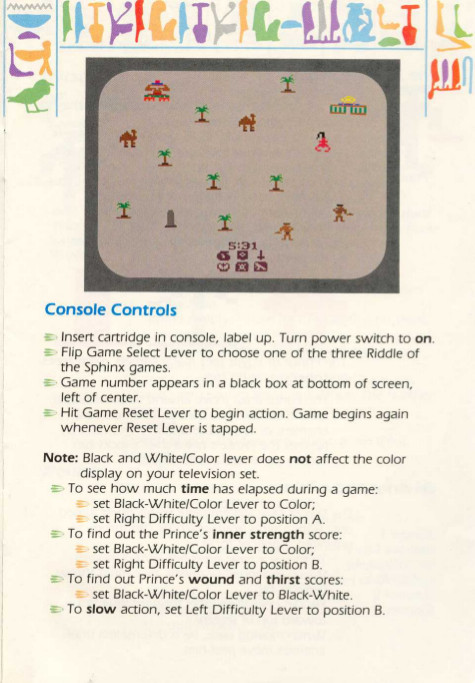 5:31
Console Controls
Insert cartridge in console, label up. Turn power switch to on.
Flip Game Select Lever to choose one of the three Riddle of
the Sphinx games.
Game number appears in a black box at bottom of screen,
left of center.
Hit Game Reset Lever to begin action. Game begins again
whenever Reset Lever is tapped.
Note: Black and White/Color lever does not affect the color
display on your television set.
To see how much time has elapsed during a game:
set Black-White/Color Lever to Color;
set Right Difficulty Lever to position A.
To find out the Prince's inner strength score:
set Black-White/Color Lever to Color;
set Right Difficulty Lever to position B.
To find out Prince's wound and thirst scores:
set Black-White/Color Lever to Black-White.
To slow action, set Left Difficulty Lever to position B.